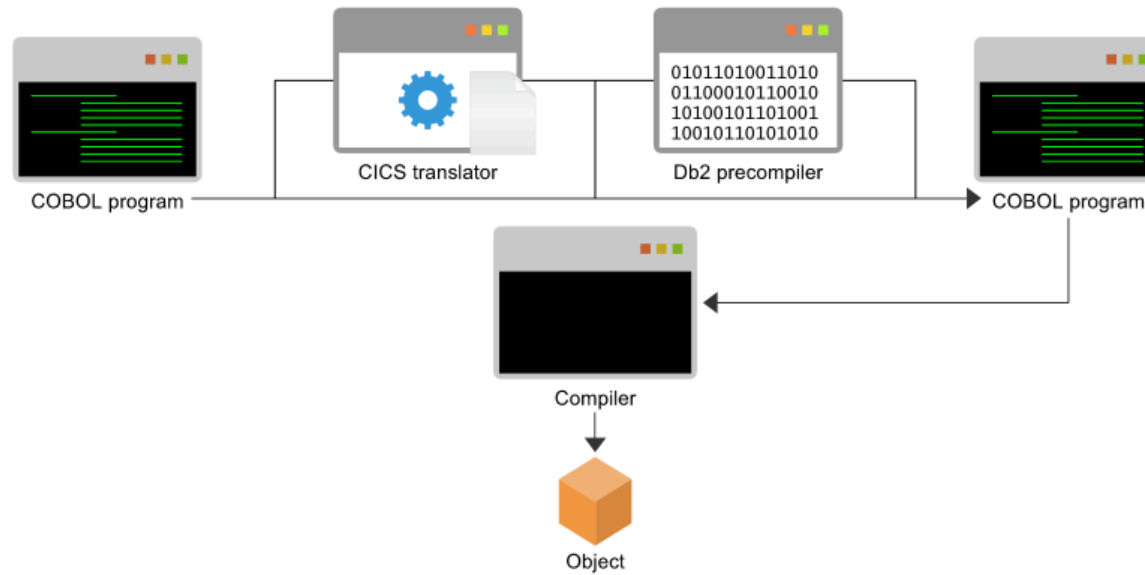 01011010011010
01100010110010
10100101101001
10010110101010
CICS translator
Db2 precompiler
COBOL program
COBOL program
Compiler
Object